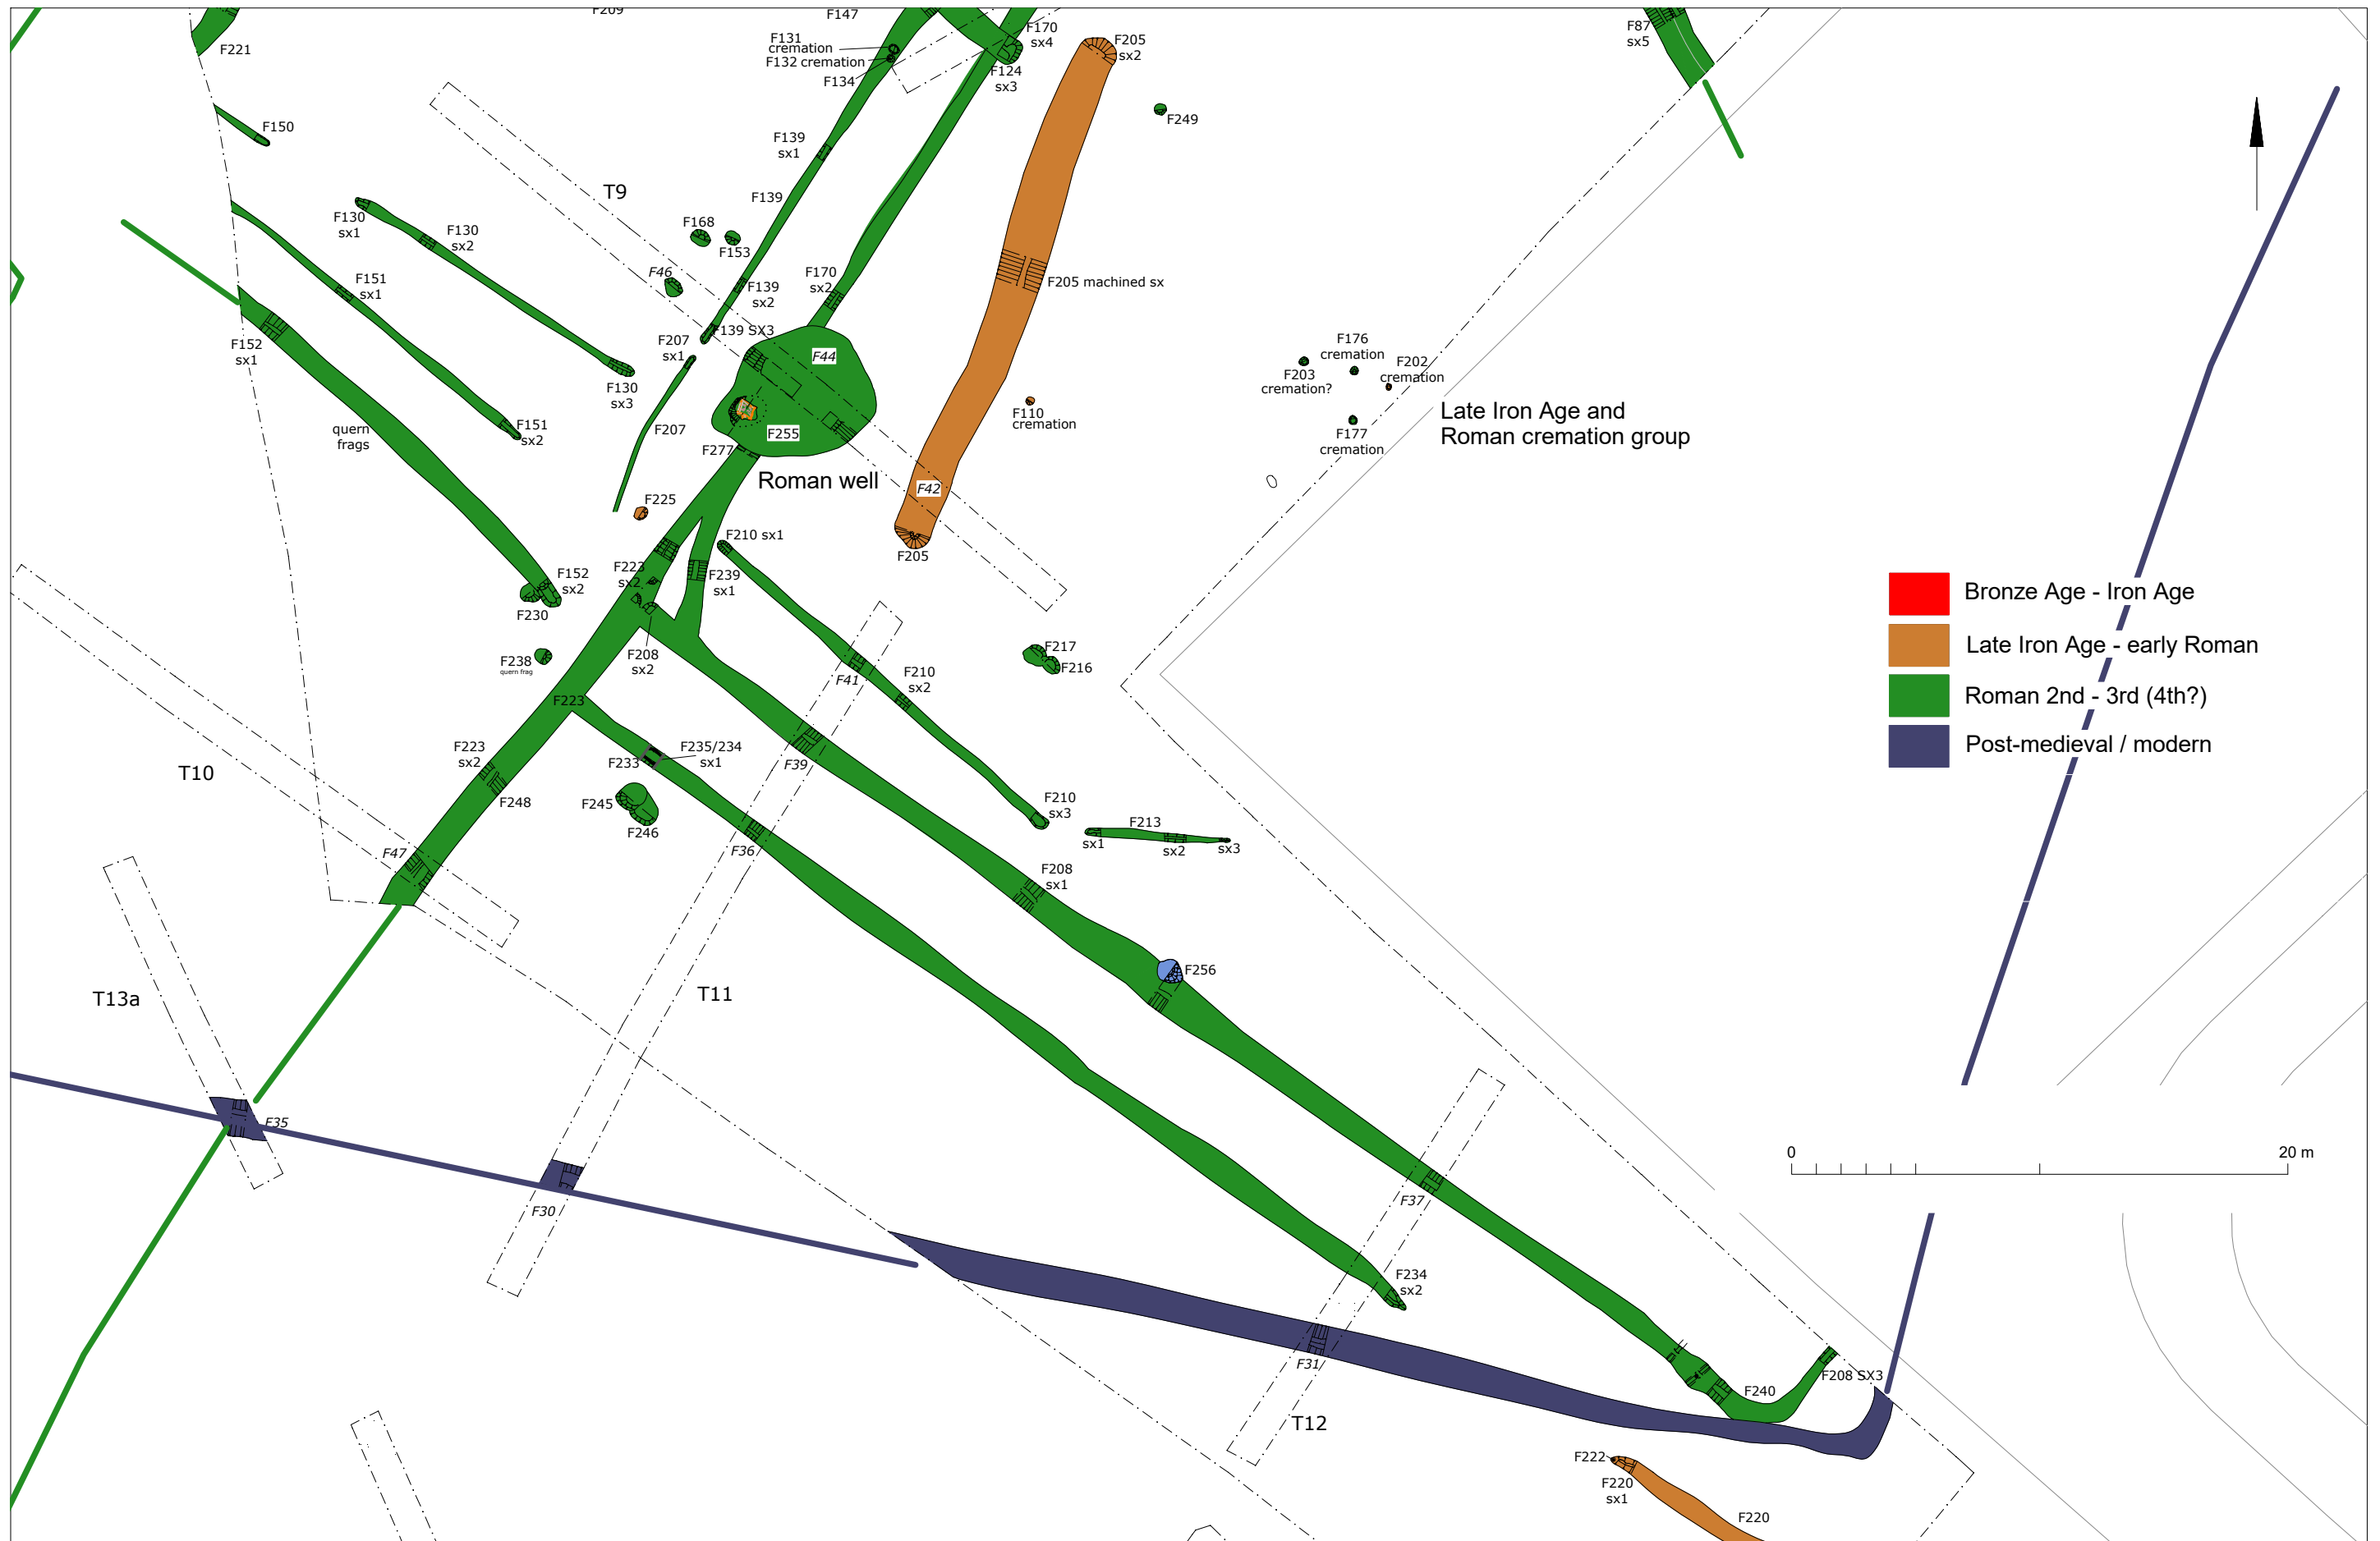 F209
F147
F221
F131
cremation
F132 cremation
F134
F170
sx4
F124
sx3
F205
sx2
F87
sx5
F249
F150
F139
sx1
T9
F139
F130
sx1
F130
sx2
F168
F153
F46
F151
sx1
F139
sx2
F170
sx2
F205 machined sx
F152
sx1
F207
sx1
F139 SX3
F44
F176
cremation
F203
cremation?
F202
cremation
F130
sx3
F110
cremation
F177
cremation
Late Iron Age and
Roman cremation group
quern
frags
F151
sx2
F207
F255
F277
Roman well
F42
F225
F210 sx1
F205
F152
sx2
F230
F223
sx2
F239
sx1
Bronze Age - Iron Age
Late Iron Age - early Roman
Roman 2nd - 3rd (4th?)
Post-medieval / modern
F238
quern frag
F208
sx2
F217
F216
F41
F210
sx2
F223
F235/234
sx1
F233
F39
T10
F223
sx2
F248
F245
F246
F36
F210
sx3
F213
sx1
sx2
sx3
F47
F208
sx1
F256
T13a
T11
F35
F30
0
20 m
F37
F234
sx2
F31
F240
F208 SX3
T12
F222
F220
sx1
F220